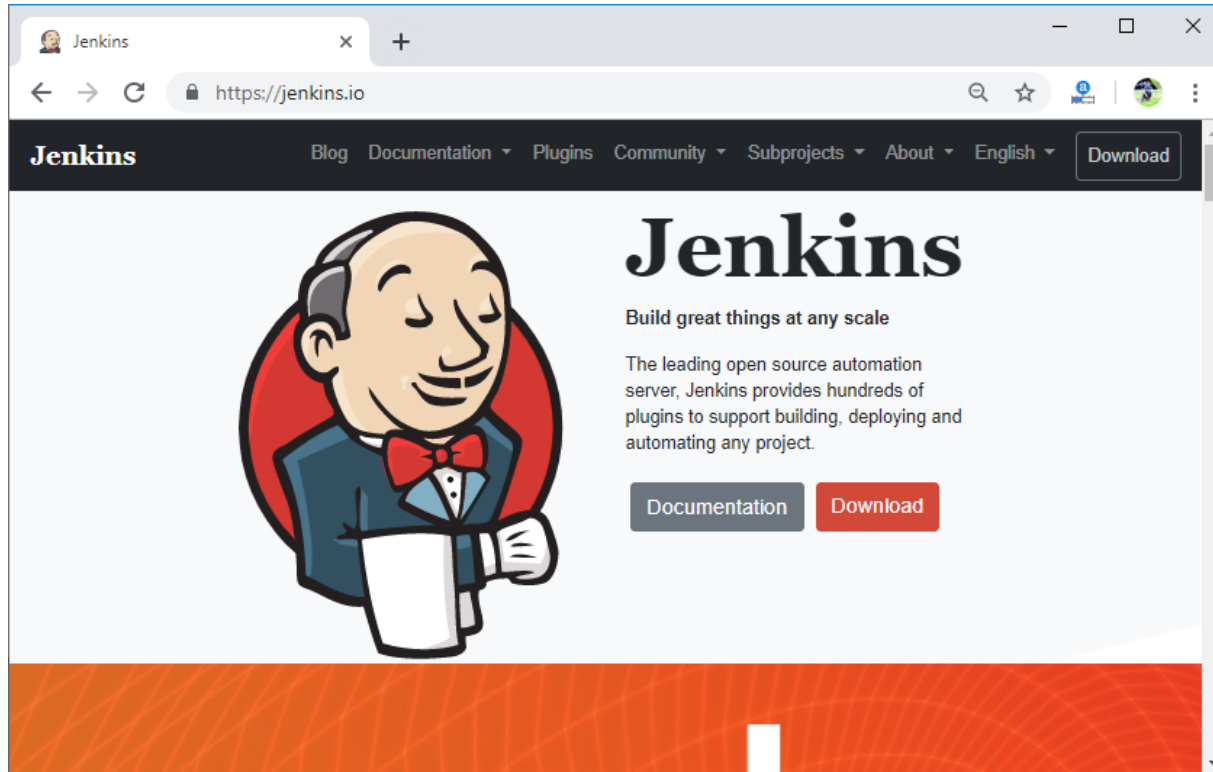 Jenkins
https://jenkins.io
Jenkins Blog Documentation Plugins Community Subprojects About English Download
Jenkins
Build great things at any scale
The leading open source automation
server, Jenkins provides hundreds of
plugins to support building, deploying and
automating any project.
Documentation Download